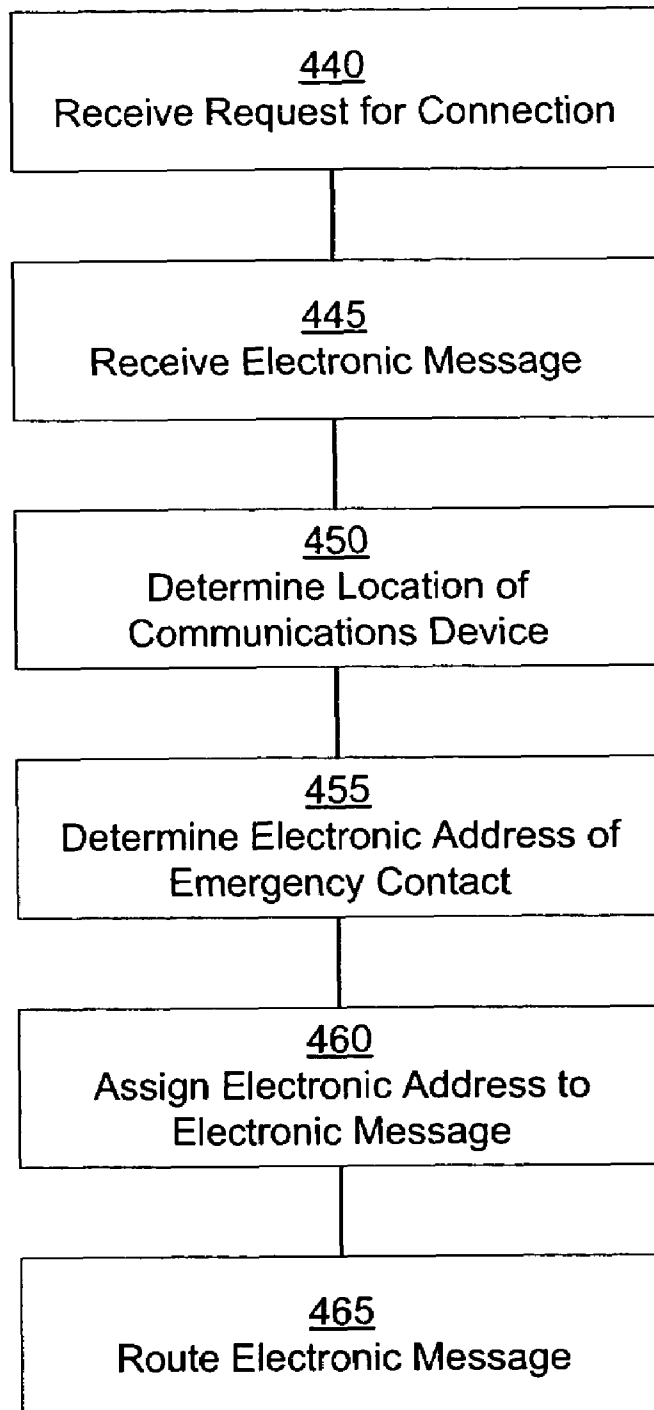 440
Receive Request for Connection
445
Receive Electronic Message
450
Determine Location of
Communications Device
455
Determine Electronic Address of
Emergency Contact
460
Assign Electronic Address to
Electronic Message
465
Route Electronic Message